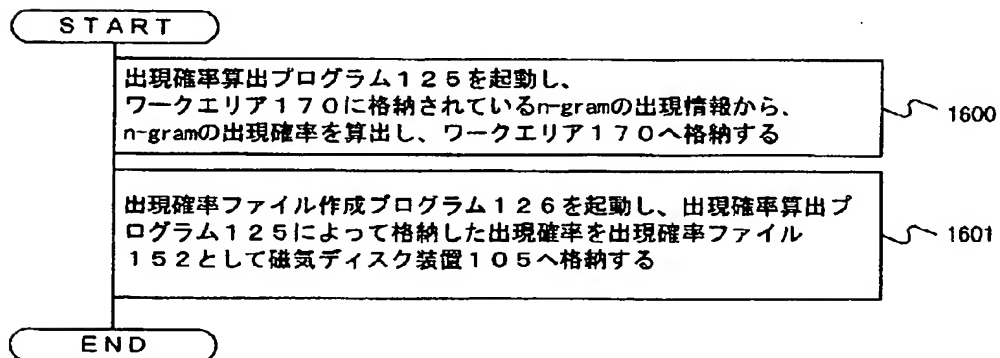 START
出現確率算出プログラム125を起動し、
ワークエリア170に格納されているn-gramの出現情報から、
n-gramの出現確率を算出し、ワークエリア170へ格納する
1600
出現確率ファイル作成プログラム126を起動し、出現確率算出プ
ログラム125によって格納した出現確率を出現確率ファイル
152として磁気ディスク装置105へ格納する
1601
END